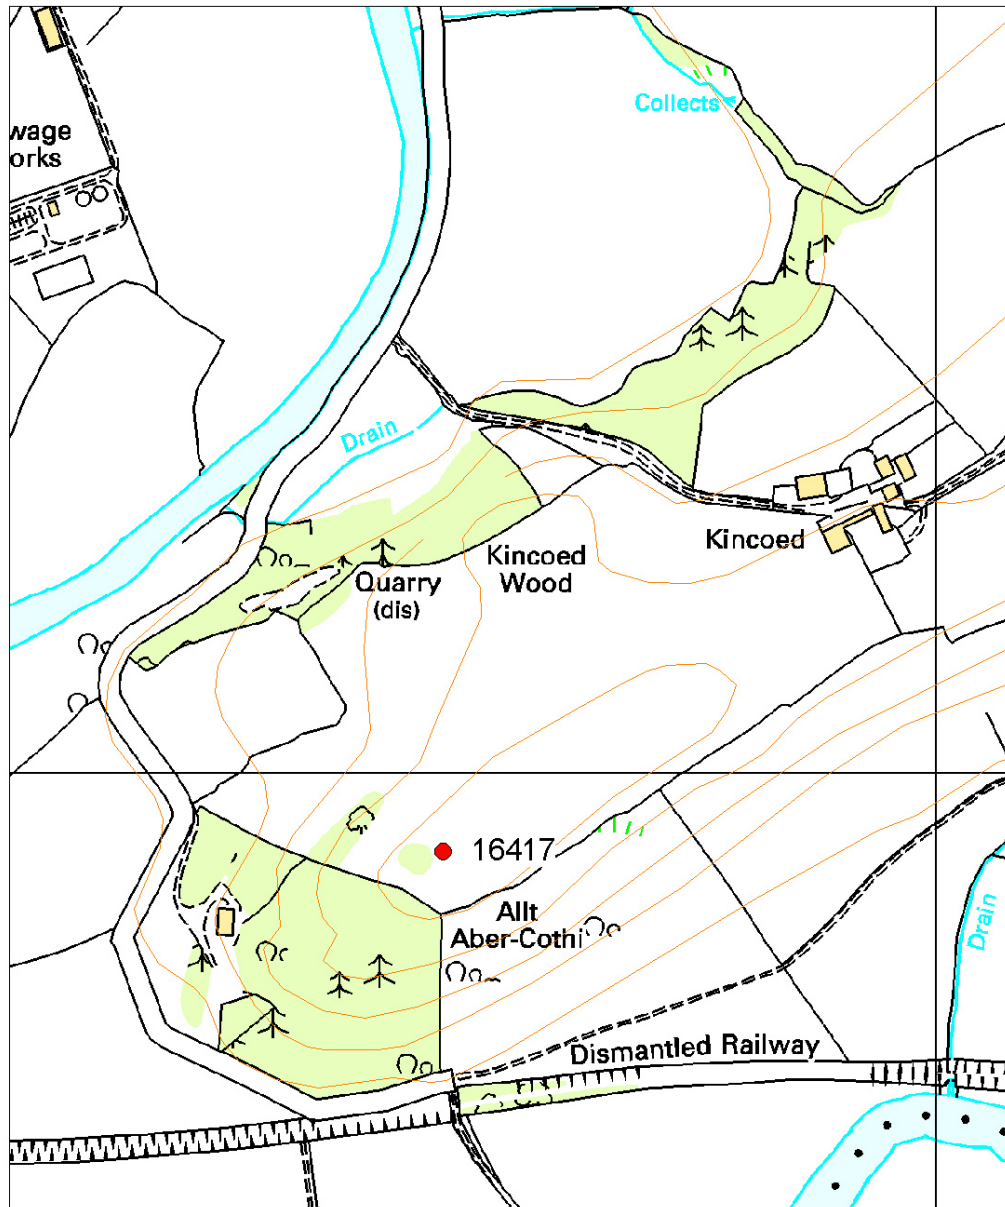 Collects
wage
orks
Drain
Kincoed
Kincoed
Wood
Quarry
(dis)
16417
Allt
Aber-Cothi
Drain
Dismantled Railway